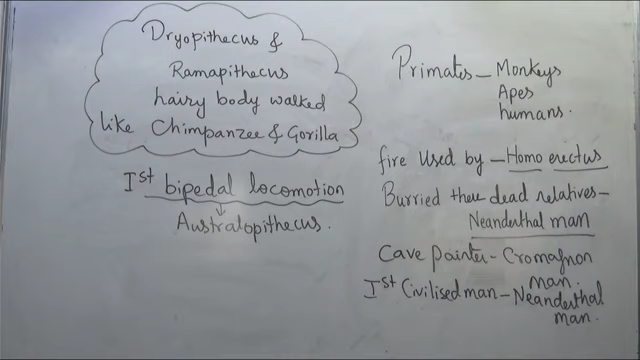 Dryopithecus &
Ramapithecus
hairy body walked
like Chimpanzee & Gorilla
Ist bipedal locomotion
↓
Australopithecus.
Primates - Monkeys
Apes
humans.
fire Used by - Homo erectus
Burried there dead relatives -
Neanderthal man
Cave painter - Cromagnon
man.
Ist Civilised man - Neanderthal
man.